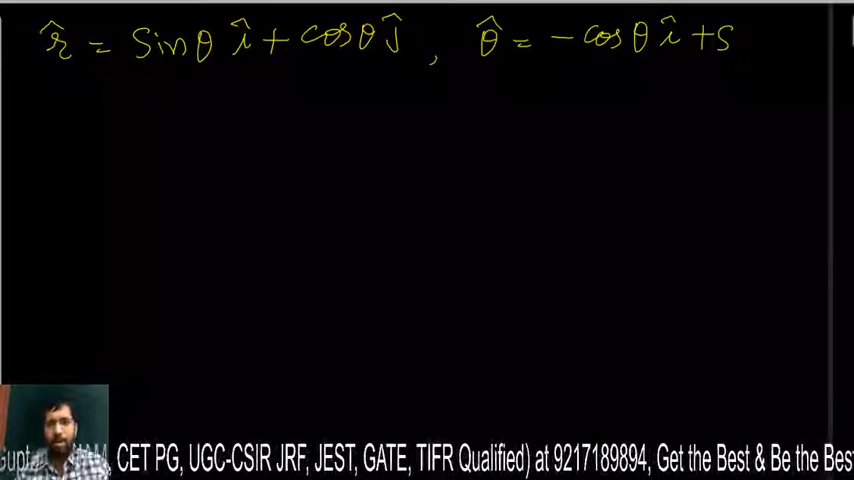 r̂ = Sinθ î + cosθ ĵ , θ̂ = - cosθ î + S
CET PG, UGC-CSIR JRF, JEST, GATE, TIFR Qualified) at 9217189894, Get the Best & Be the Bes